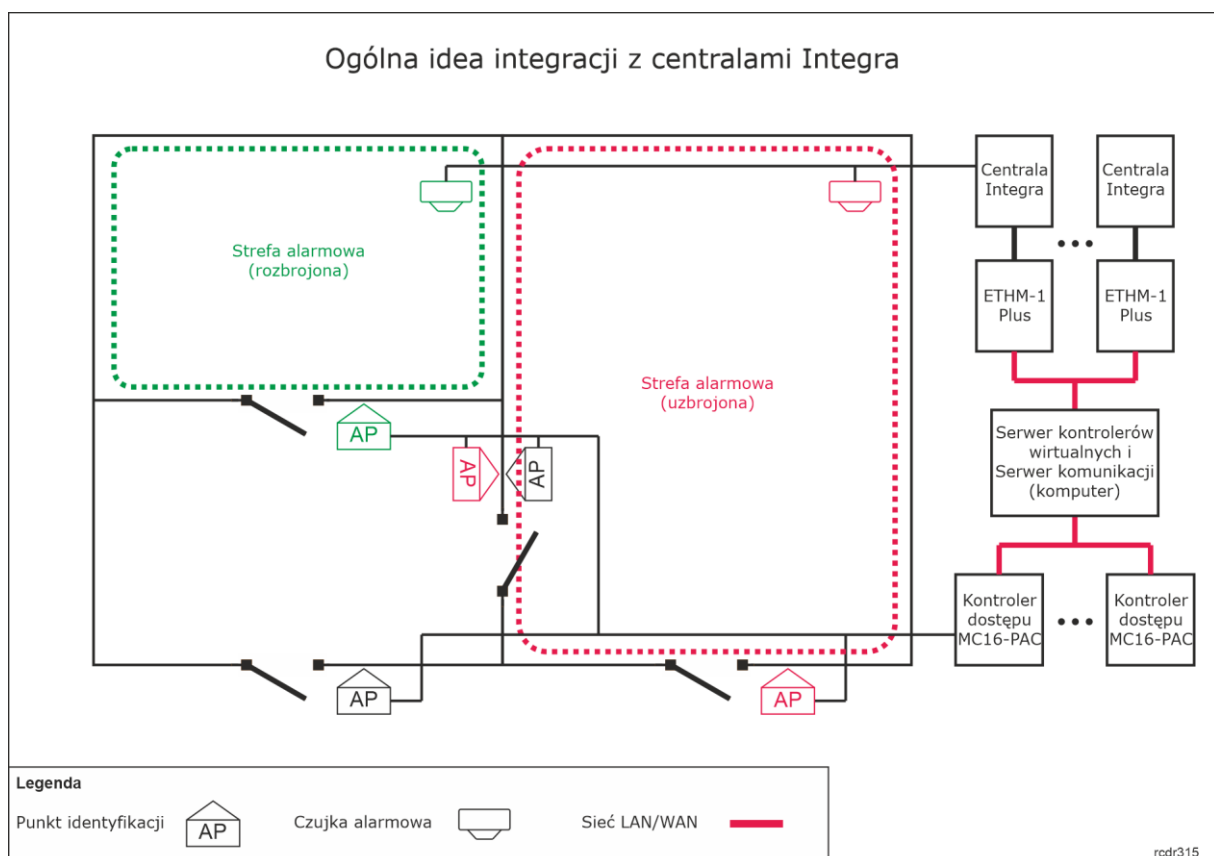 Ogólna idea integracji z centralami Integra
Strefa alarmowa
(rozbrojona)
Strefa alarmowa
(uzbrojona)
Centrala
Integra
Centrala
Integra
ETHM-1
Plus
ETHM-1
Plus
Serwer kontrolerów
wirtualnych i
Serwer komunikacji
(komputer)
Kontroler
dostępu
MC16-PAC
Kontroler
dostępu
MC16-PAC
AP
AP
AP
AP
AP
Legenda
Punkt identyfikacji
AP
Czujka alarmowa
Sieć LAN/WAN
rcdr315